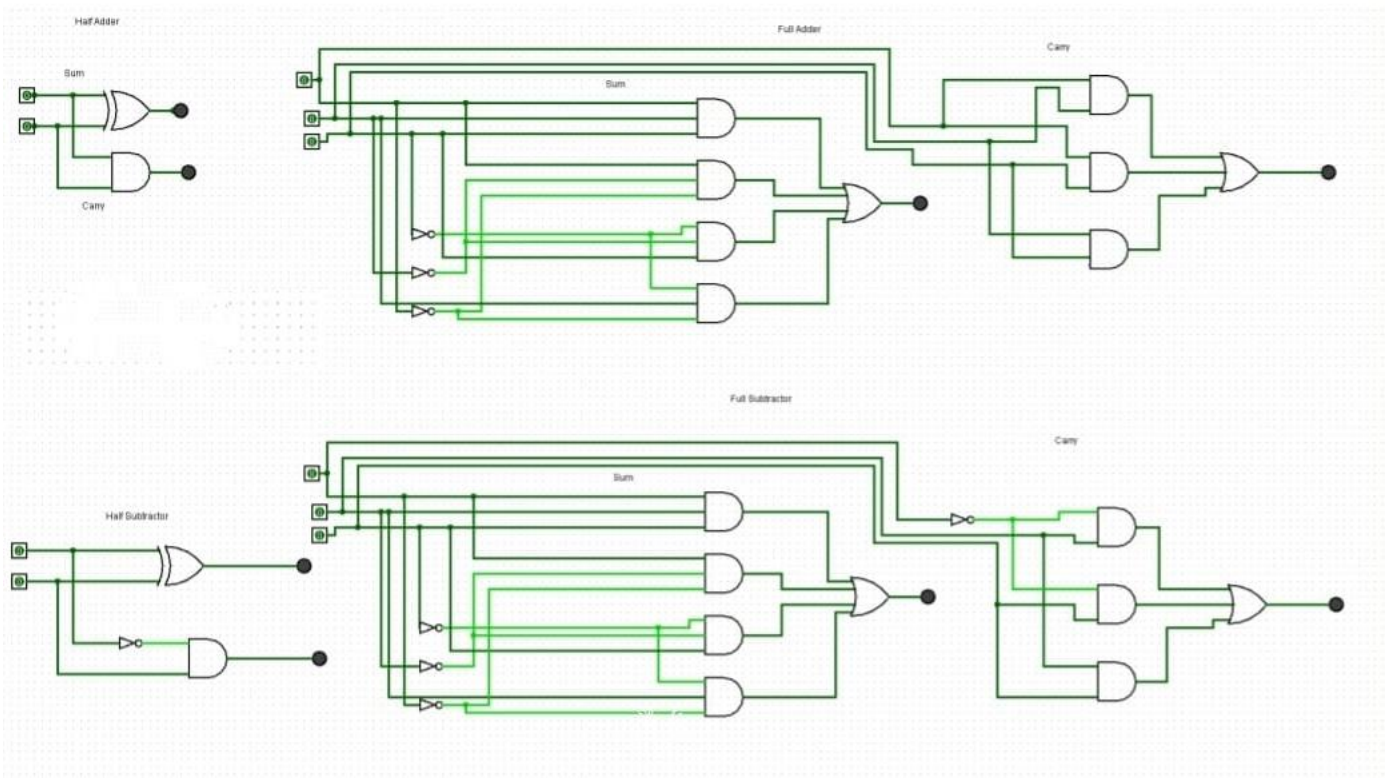 Half Adder
Sum
Carry
Full Adder
Sum
Carry
Full Subtractor
Sum
Carry
Half Subtractor